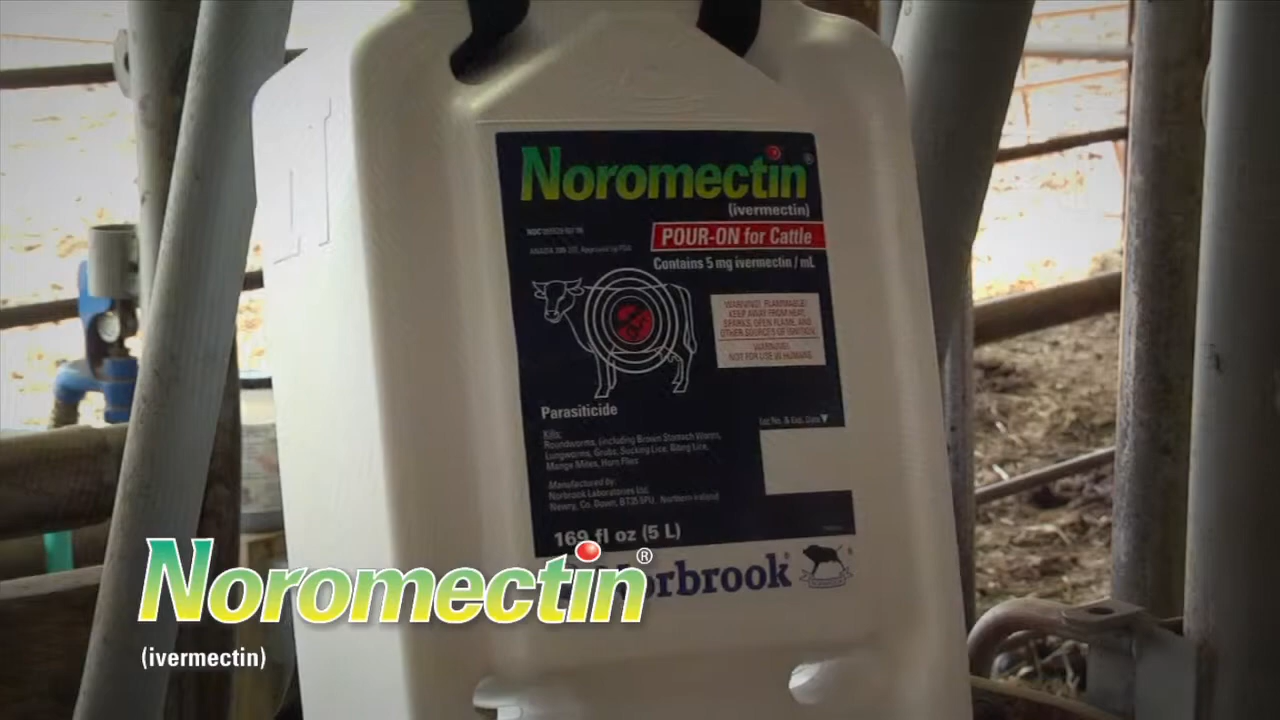 Noromectin®
(ivermectin)
POUR-ON for Cattle
Contains 5 mg ivermectin / mL
WARNING! FLAMMABLE!
KEEP AWAY FROM HEAT,
SPARKS, OPEN FLAME, AND
OTHER SOURCES OF IGNITION.
WARNING!
NOT FOR USE IN HUMANS.
Parasiticide
Kills:
Roundworms, (including Brown Stomach Worms,
Lungworms, Grubs, Sucking Lice, Biting Lice,
Mange Mites, Horn Flies
Lot No. & Exp. Date
Manufactured by:
Norbrook Laboratories Ltd.
Newry, Co. Down, BT35 6PU, Northern Ireland
169 fl oz (5 L)
Norbrook®
Noromectin®
(ivermectin)